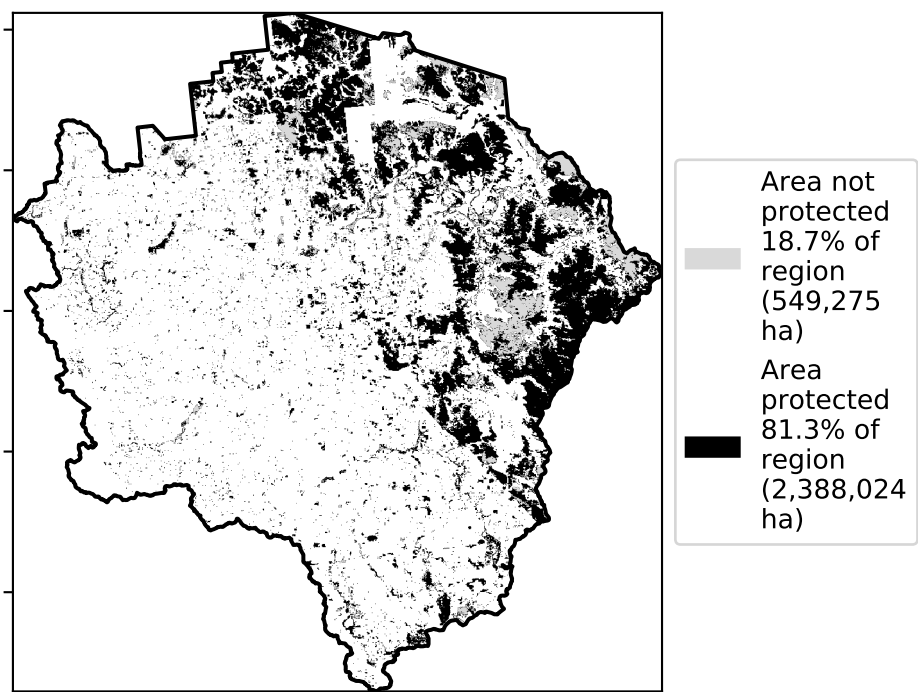 Area not
protected
18.7% of
region
(549,275
ha)
Area
protected
81.3% of
region
(2,388,024
ha)